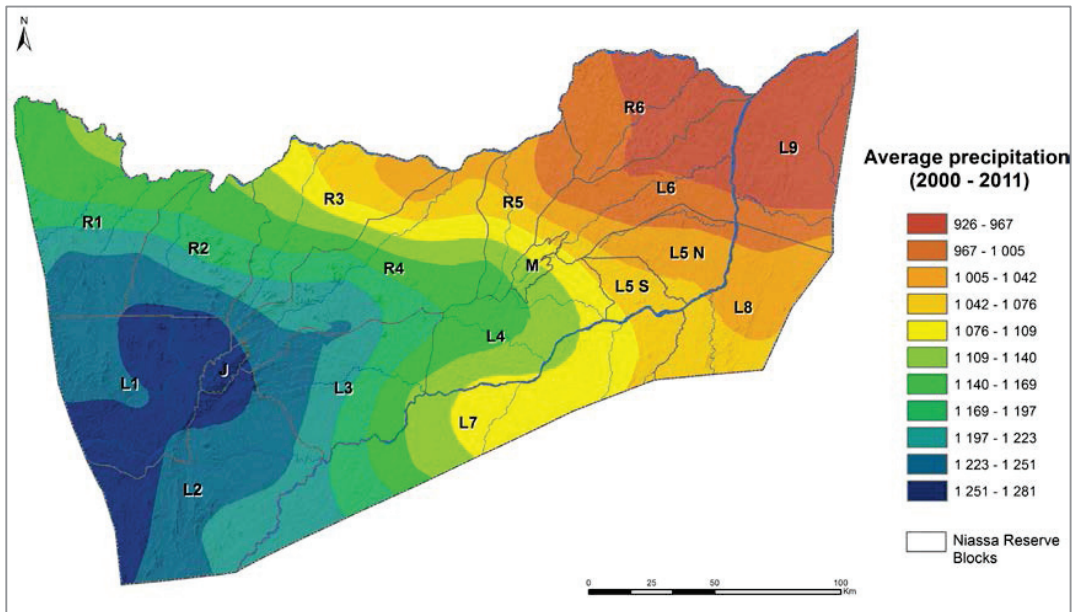 N
R6
L9
L6
R3
R5
R1
R2
R4
M
L5 N
L5 S
L8
L4
J
L1
L3
L7
L2
Average precipitation
(2000 - 2011)
926 - 967
967 - 1 005
1 005 - 1 042
1 042 - 1 076
1 076 - 1 109
1 109 - 1 140
1 140 - 1 169
1 169 - 1 197
1 197 - 1 223
1 223 - 1 251
1 251 - 1 281
Niassa Reserve
Blocks
0 25 50 100
Km